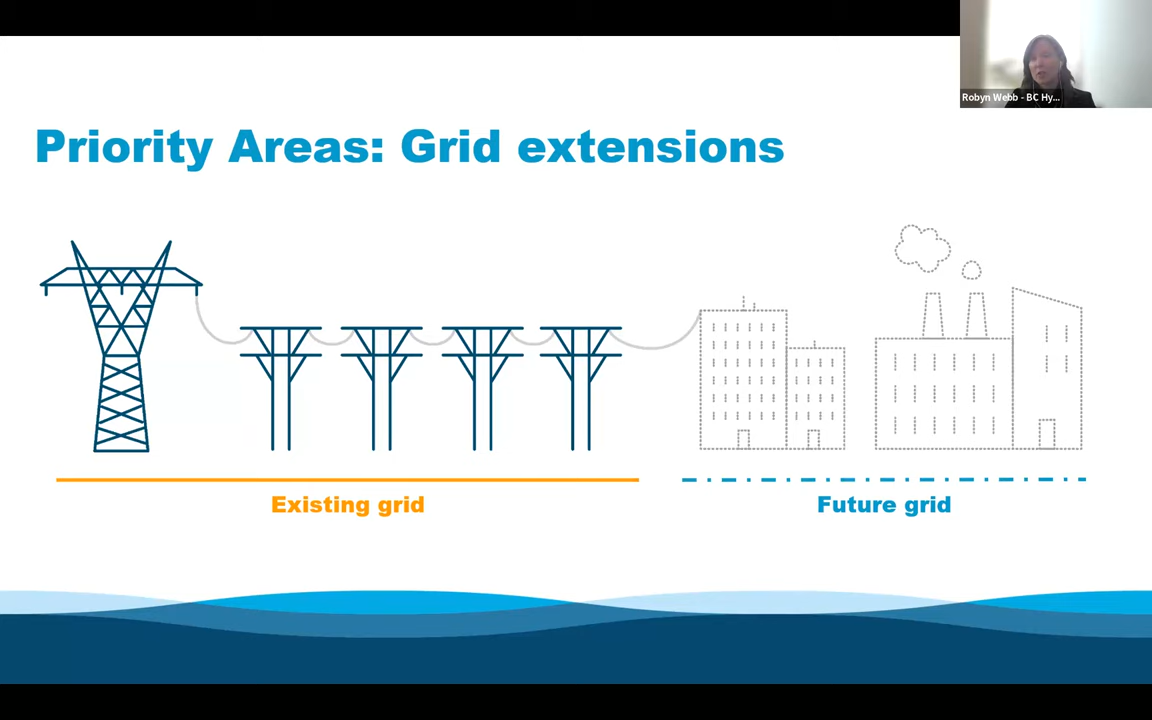 Robyn Webb - BC Hy...
Priority Areas: Grid extensions
Existing grid
Future grid